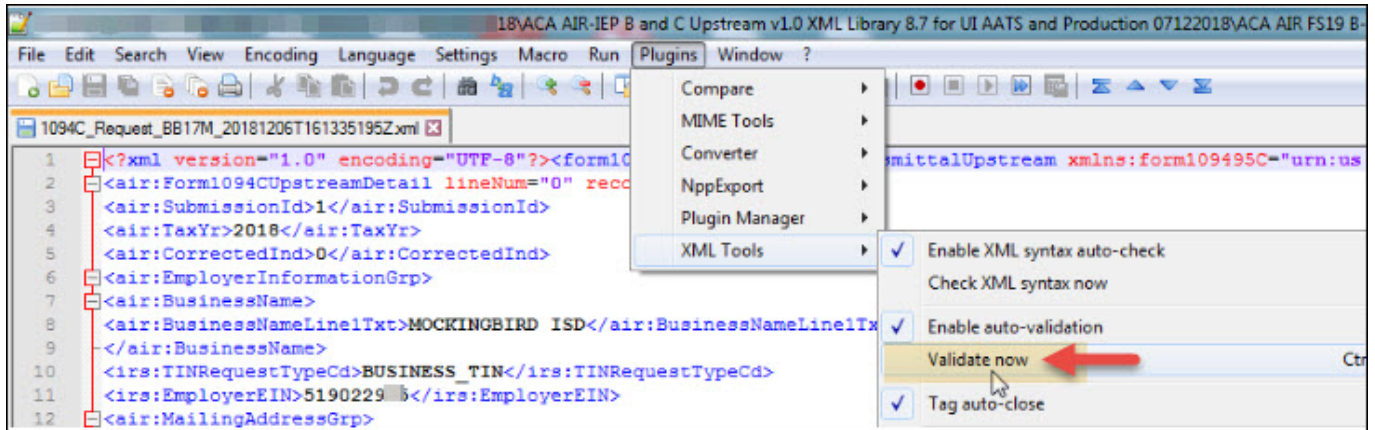 18\ACA AIR-IEP B and C Upstream v1.0 XML Library 8.7 for UI AATS and Production 07122018\ACA AIR FS19 B-
File Edit Search View Encoding Language Settings Macro Run Plugins Window ?
1094C_Request_BB17M_20181206T161335195Z.xml
1 <?xml version="1.0" encoding="UTF-8"?><form10 smittalUpstream xmlns:form109495C="urn:us
2 <air:Form1094CUpstreamDetail lineNum="0" reco
3 <air:SubmissionId>1</air:SubmissionId>
4 <air:TaxYr>2018</air:TaxYr>
5 <air:CorrectedInd>0</air:CorrectedInd>
6 <air:EmployerInformationGrp>
7 <air:BusinessName>
8 <air:BusinessNameLine1Txt>MOCKINGBIRD ISD</air:BusinessNameLine1Tx
9 </air:BusinessName>
10 <irs:TINRequestTypeCd>BUSINESS_TIN</irs:TINRequestTypeCd>
11 <irs:EmployerEIN>5190229 5</irs:EmployerEIN>
12 <air:MailingAddressGrp>
Compare
MIME Tools
Converter
NppExport
Plugin Manager
XML Tools
Enable XML syntax auto-check
Check XML syntax now
Enable auto-validation
Validate now Ctr
Tag auto-close